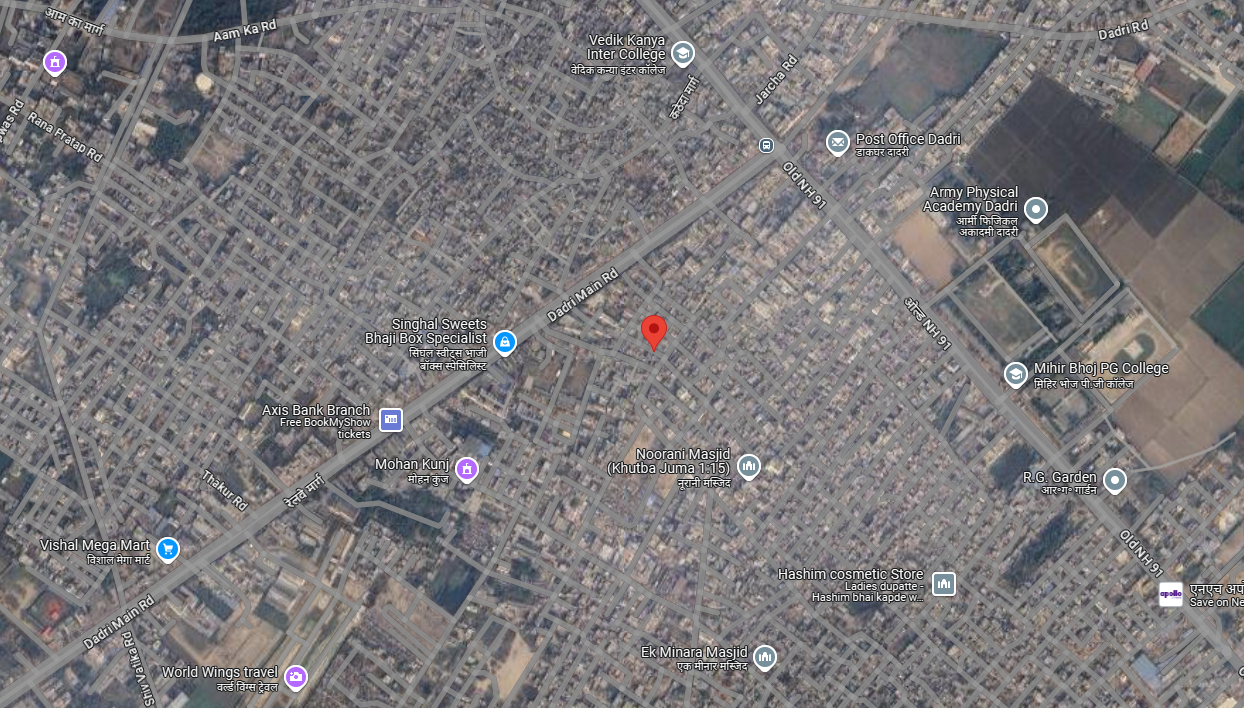 आम का मार्ग
Aam Ka Rd
Vedik Kanya
Inter College
वेदिक कन्या इंटर कॉलेज
Dadri Rd
Jarcha Rd
Rana Pratap Rd
Post Office Dadri
डाकघर दादरी
Old NH 91
Army Physical
Academy Dadri
आर्मी फिजिकल
अकादमी दादरी
Dadri Main Rd
ओल्ड NH 91
Singhal Sweets
Bhaji Box Specialist
सिंघल स्वीट्स भाजी
बॉक्स स्पेसिलिस्ट
Mihir Bhoj PG College
मिहिर भोज पी.जी कॉलेज
Axis Bank Branch
Free BookMyShow
tickets
Mohan Kunj
मोहन कुंज
Noorani Masjid
(Khutba Juma 1:15)
नूरानी मस्जिद
R.G. Garden
आर॰ग॰ गार्डन
Thakur Rd
रेलवे मार्ग
Vishal Mega Mart
विशाल मेगा मार्ट
Old NH 91
Hashim cosmetic Store
Ladies dupatte -
Hashim bhai kapde w...
apollo
एनएच अपो
Save on Ne
Dadri Main Rd
Shiv Vatika Rd
Ek Minara Masjid
एक मीनार मस्जिद
World Wings travel
वर्ल्ड विंग्स ट्रेवल